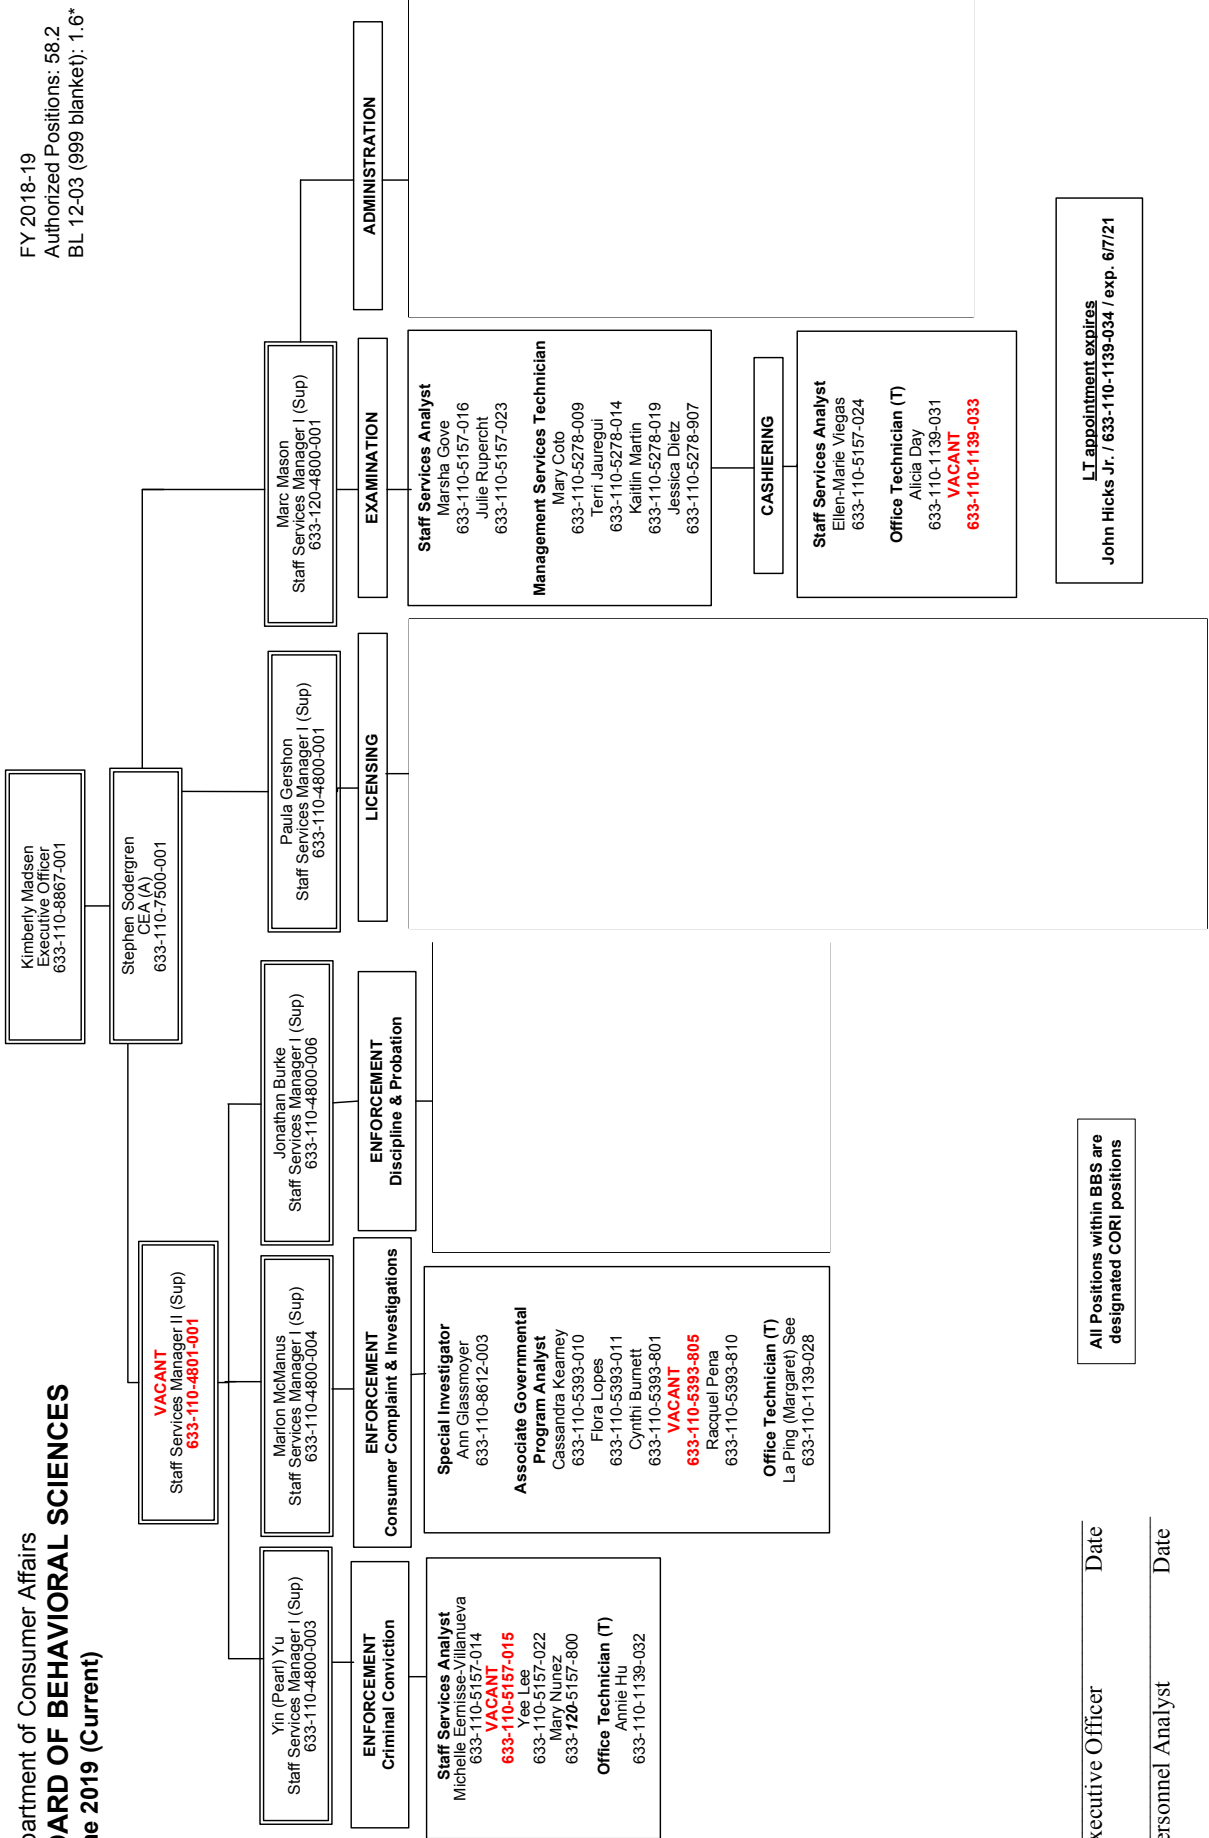 partment of Consumer Affairs
OARD OF BEHAVIORAL SCIENCES
ne 2019 (Current)
FY 2018-19
Authorized Positions: 58.2
BL 12-03 (999 blanket): 1.6*
Kimberly Madsen
Executive Officer
633-110-8867-001
Stephen Sodergren
CEA (A)
633-110-7500-001
VACANT
Staff Services Manager II (Sup)
633-110-4801-001
Yin (Pearl) Yu
Staff Services Manager I (Sup)
633-110-4800-003
Marlon McManus
Staff Services Manager I (Sup)
633-110-4800-004
Jonathan Burke
Staff Services Manager I (Sup)
633-110-4800-006
Paula Gershon
Staff Services Manager I (Sup)
633-110-4800-001
Marc Mason
Staff Services Manager I (Sup)
633-120-4800-001
ENFORCEMENT
Criminal Conviction
ENFORCEMENT
Consumer Complaint & Investigations
ENFORCEMENT
Discipline & Probation
LICENSING
EXAMINATION
ADMINISTRATION
Staff Services Analyst
Michelle Eernisse-Villanueva
633-110-5157-014
VACANT
633-110-5157-015
Yee Lee
633-110-5157-022
Mary Nunez
633-120-5157-800
Office Technician (T)
Annie Hu
633-110-1139-032
Special Investigator
Ann Glassmoyer
633-110-8612-003
Associate Governmental
Program Analyst
Cassandra Kearney
633-110-5393-010
Flora Lopes
633-110-5393-011
Cynthi Burnett
633-110-5393-801
VACANT
633-110-5393-805
Racquel Pena
633-110-5393-810
Office Technician (T)
La Ping (Margaret) See
633-110-1139-028
Staff Services Analyst
Marsha Gove
633-110-5157-016
Julie Rupercht
633-110-5157-023
Management Services Technician
Mary Coto
633-110-5278-009
Terri Jauregui
633-110-5278-014
Kaitlin Martin
633-110-5278-019
Jessica Dietz
633-110-5278-907
CASHIERING
Staff Services Analyst
Ellen-Marie Viegas
633-110-5157-024
Office Technician (T)
Alicia Day
633-110-1139-031
VACANT
633-110-1139-033
LT appointment expires
John Hicks Jr. / 633-110-1139-034 / exp. 6/7/21
All Positions within BBS are
designated CORI positions
xecutive Officer Date
ersonnel Analyst Date